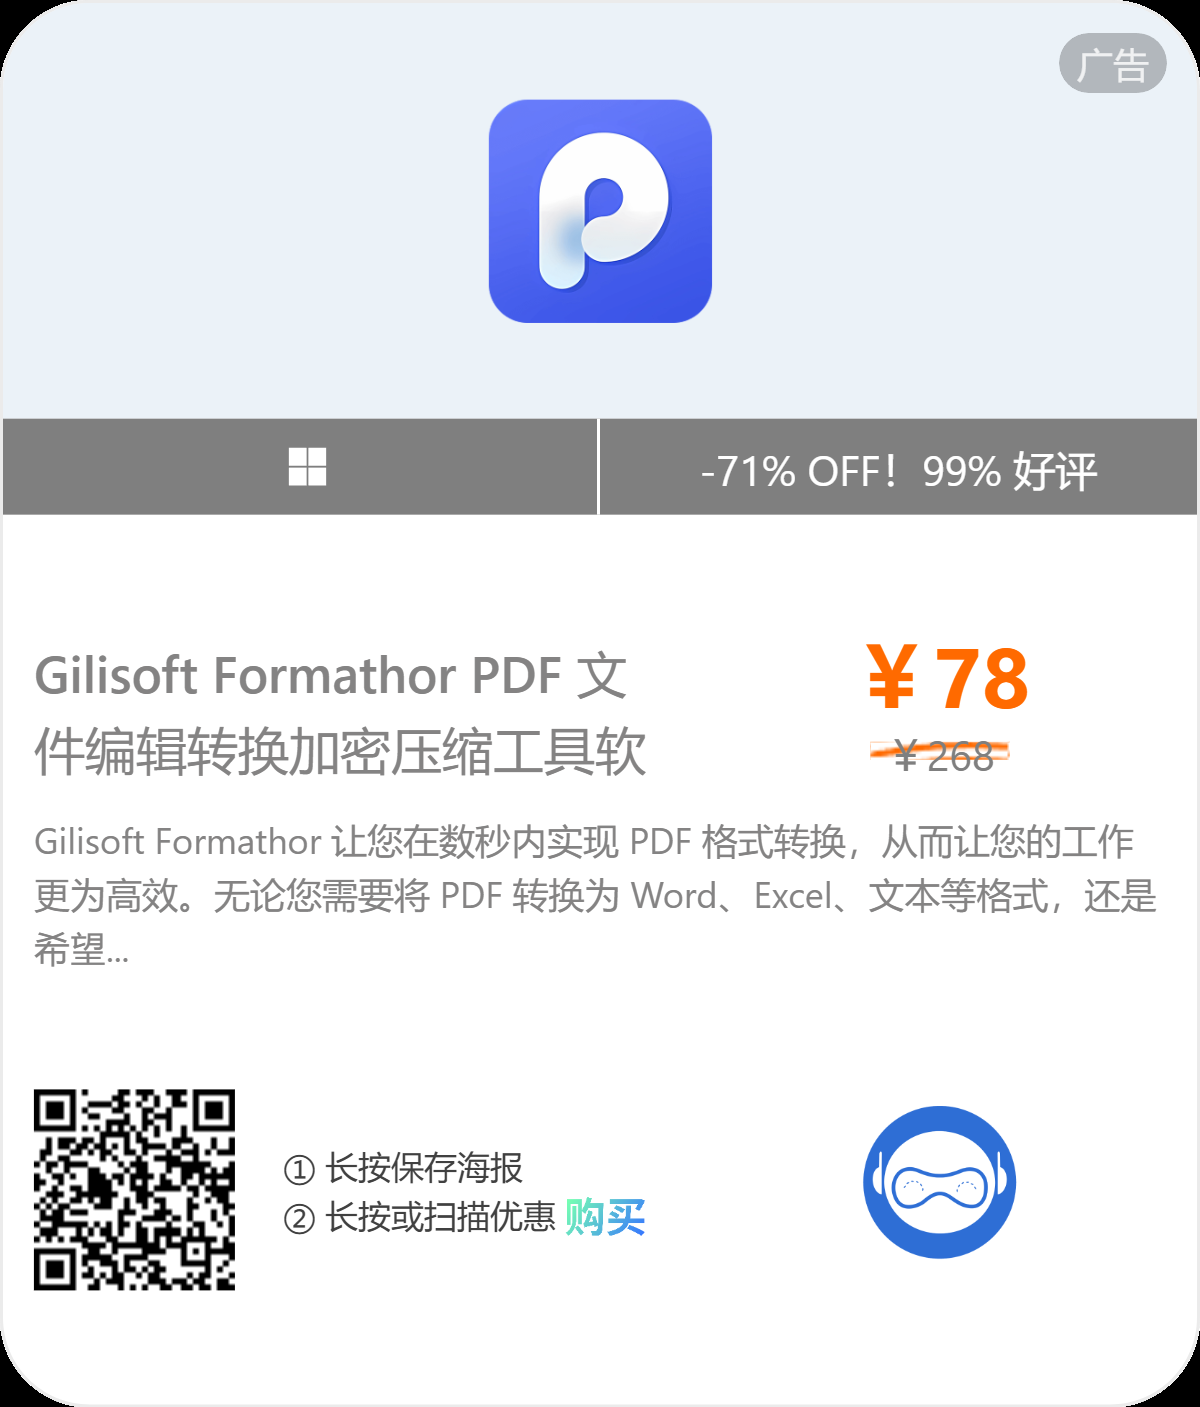 广告
-71% OFF！99% 好评
Gilisoft Formathor PDF 文
件编辑转换加密压缩工具软
￥78
￥268
Gilisoft Formathor 让您在数秒内实现 PDF 格式转换，从而让您的工作
更为高效。无论您需要将 PDF 转换为 Word、Excel、文本等格式，还是
希望...
① 长按保存海报
② 长按或扫描优惠 购买